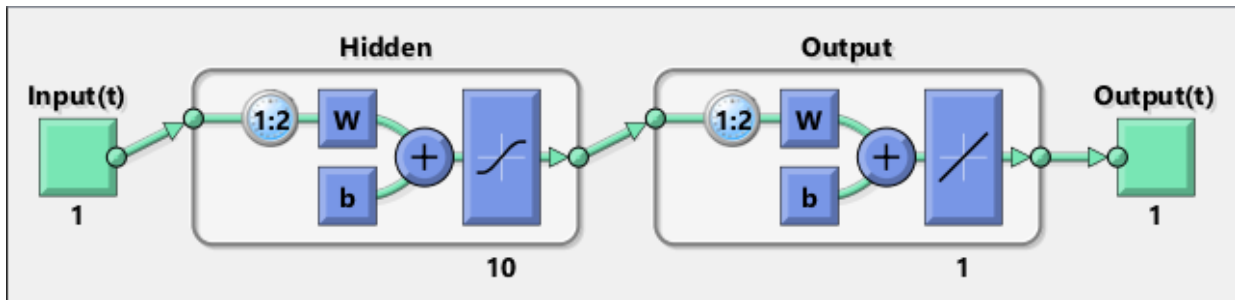 Hidden
Output
Input(t)
Output(t)
1:2
W
1:2
W
+
+
b
b
1
1
10
1